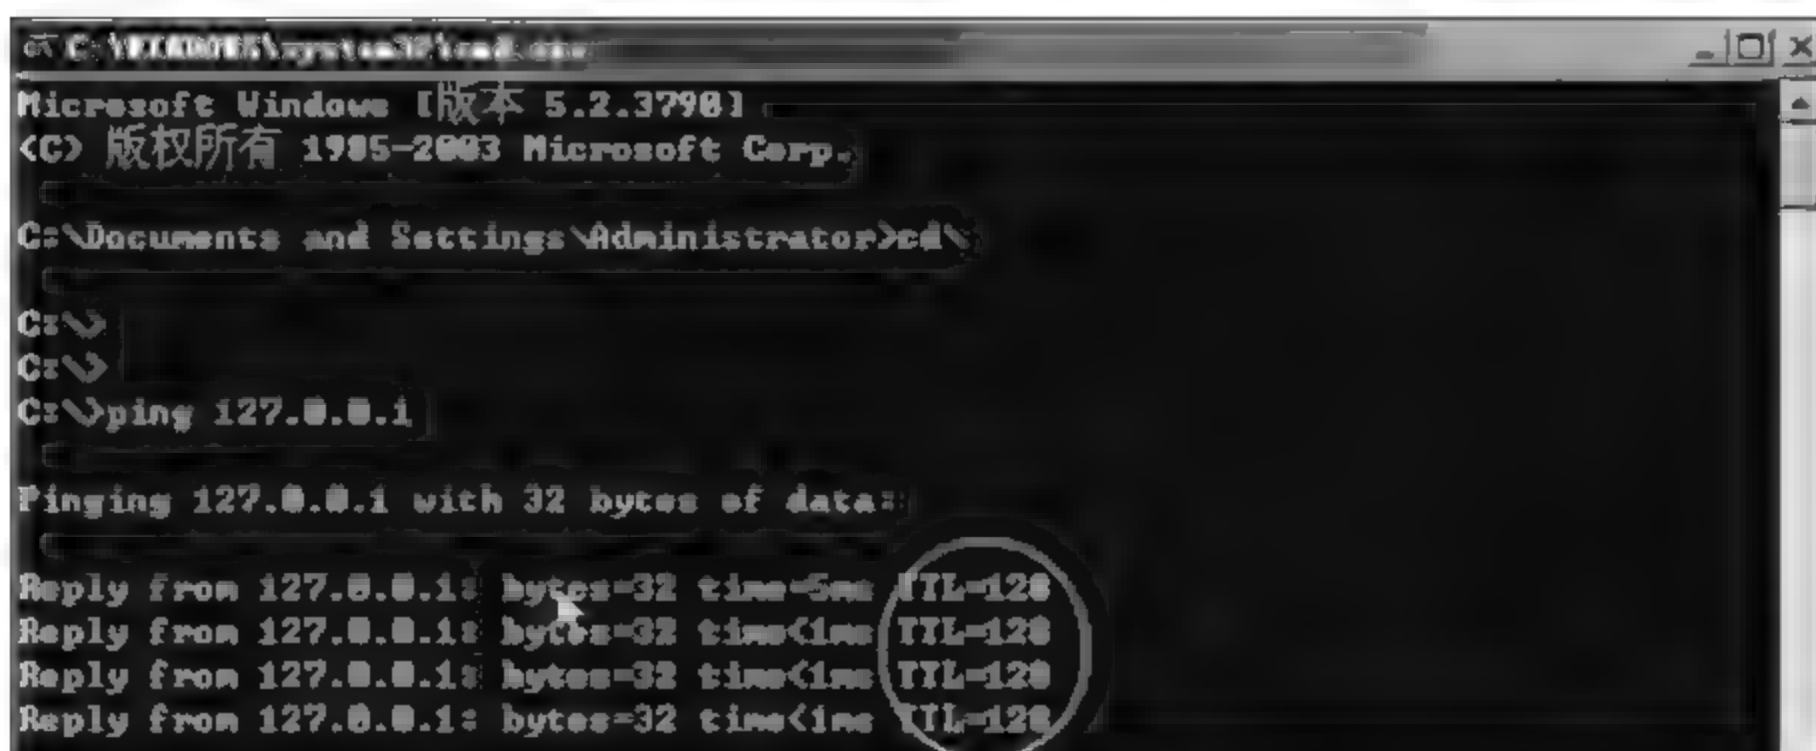 C:\WINDOWS\system32\cmd.exe
Microsoft Windows [版本 5.2.3790]
(C) 版权所有 1985-2003 Microsoft Corp.
C:\Documents and Settings\Administrator>cd\
C:\>
C:\>
C:\>ping 127.0.0.1
Pinging 127.0.0.1 with 32 bytes of data:
Reply from 127.0.0.1: bytes=32 time=5ms TTL=128
Reply from 127.0.0.1: bytes=32 time<1ms TTL=128
Reply from 127.0.0.1: bytes=32 time<1ms TTL=128
Reply from 127.0.0.1: bytes=32 time<1ms TTL=128